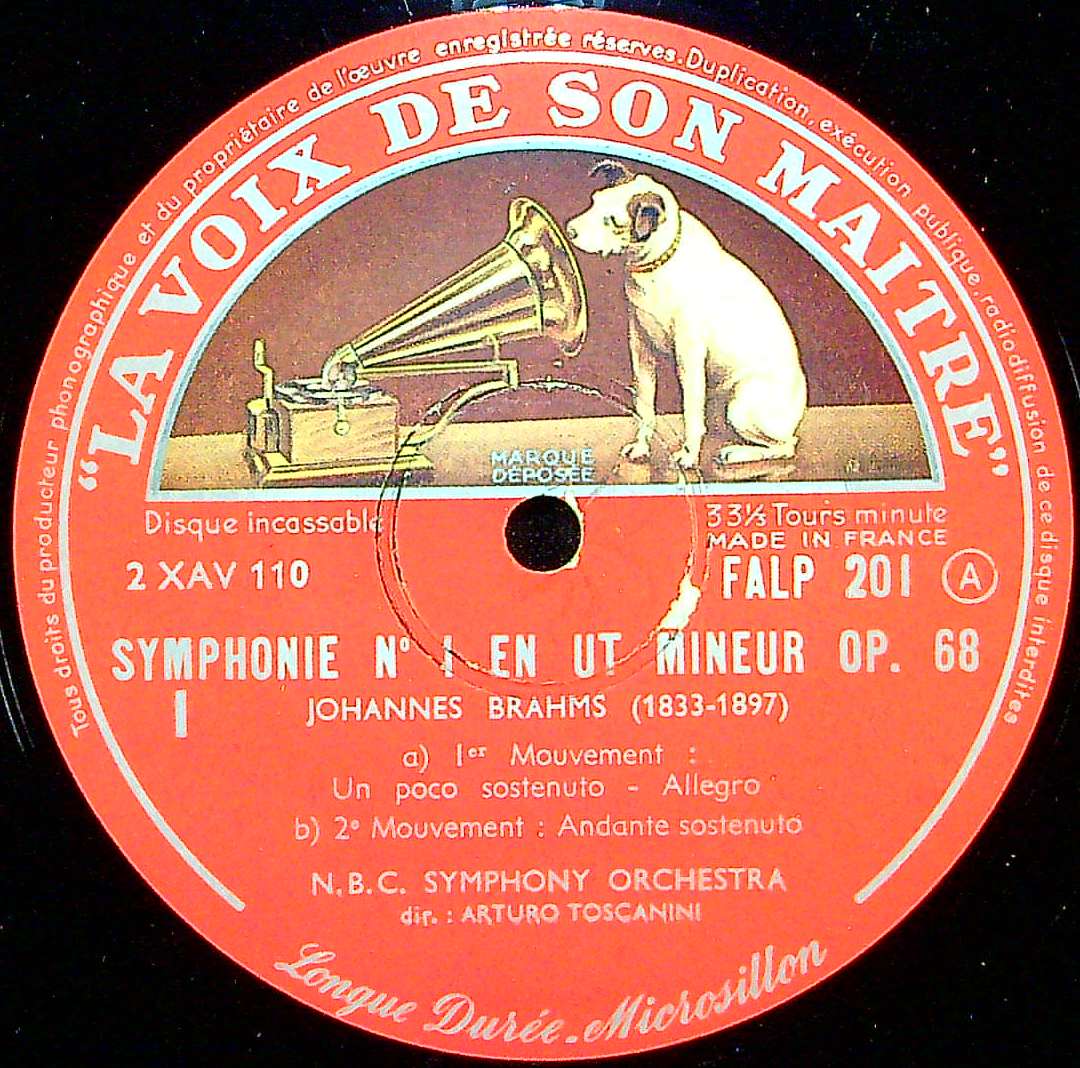 Tous droits du producteur phonographique et du propriétaire de l'œuvre enregistrée réservés. Duplication, exécution publique, radiodiffusion de ce disque interdites
"LA VOIX DE SON MAITRE"
MARQUE
DÉPOSÉE
Disque incassable
33⅓ Tours minute
MADE IN FRANCE
2 XAV 110
FALP 201 A
SYMPHONIE N° 1 EN UT MINEUR OP. 68
I
JOHANNES BRAHMS (1833-1897)
a) 1er Mouvement :
Un poco sostenuto - Allegro
b) 2e Mouvement : Andante sostenuto
N.B.C. SYMPHONY ORCHESTRA
dir. : ARTURO TOSCANINI
Longue Durée-Microsillon